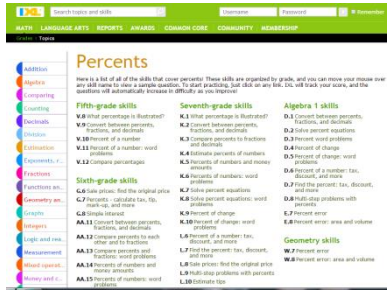 IXL
Search topics and skills
Username
Password
Remember
MATH LANGUAGE ARTS REPORTS AWARDS COMMON CORE COMMUNITY MEMBERSHIP
Grades Topics
Addition
Algebra
Comparing
Counting
Decimals
Division
Estimation
Exponents, r...
Fractions
Functions an...
Geometry an...
Graphs
Integers
Logic and rea...
Measurement
Mixed operat...
Money and c...
Percents
Here is a list of all of the skills that cover percents! These skills are organized by grade, and you can move your mouse over
any skill name to view a sample question. To start practicing, just click on any link. IXL will track your score, and the
questions will automatically increase in difficulty as you improve!
Fifth-grade skills
V.8 What percentage is illustrated?
V.9 Convert between percents,
fractions, and decimals
V.10 Percent of a number
V.11 Percent of a number: word
problems
V.12 Compare percentages
Sixth-grade skills
G.6 Sale prices: find the original price
G.7 Percents - calculate tax, tip,
mark-up, and more
G.8 Simple interest
AA.11 Convert between percents,
fractions, and decimals
AA.12 Compare percents to each
other and to fractions
AA.13 Compare percents and
fractions: word problems
AA.14 Percents of numbers and
money amounts
AA.15 Percents of numbers: word
problems
Seventh-grade skills
K.1 What percentage is illustrated?
K.2 Convert between percents,
fractions, and decimals
K.3 Compare percents to fractions
and decimals
K.4 Estimate percents of numbers
K.5 Percents of numbers and money
amounts
K.6 Percents of numbers: word
problems
K.7 Solve percent equations
K.8 Solve percent equations: word
problems
K.9 Percent of change
K.10 Percent of change: word
problems
L.6 Percent of a number: tax,
discount, and more
L.7 Find the percent: tax, discount,
and more
L.8 Sale prices: find the original price
L.9 Multi-step problems with percents
L.10 Estimate tips
Algebra 1 skills
D.1 Convert between percents,
fractions, and decimals
D.2 Solve percent equations
D.3 Percent word problems
D.4 Percent of change
D.5 Percent of change: word
problems
D.6 Percent of a number: tax,
discount, and more
D.7 Find the percent: tax, discount,
and more
D.8 Multi-step problems with
percents
E.7 Percent error
E.8 Percent error: area and volume
Geometry skills
W.7 Percent error
W.8 Percent error: area and volume